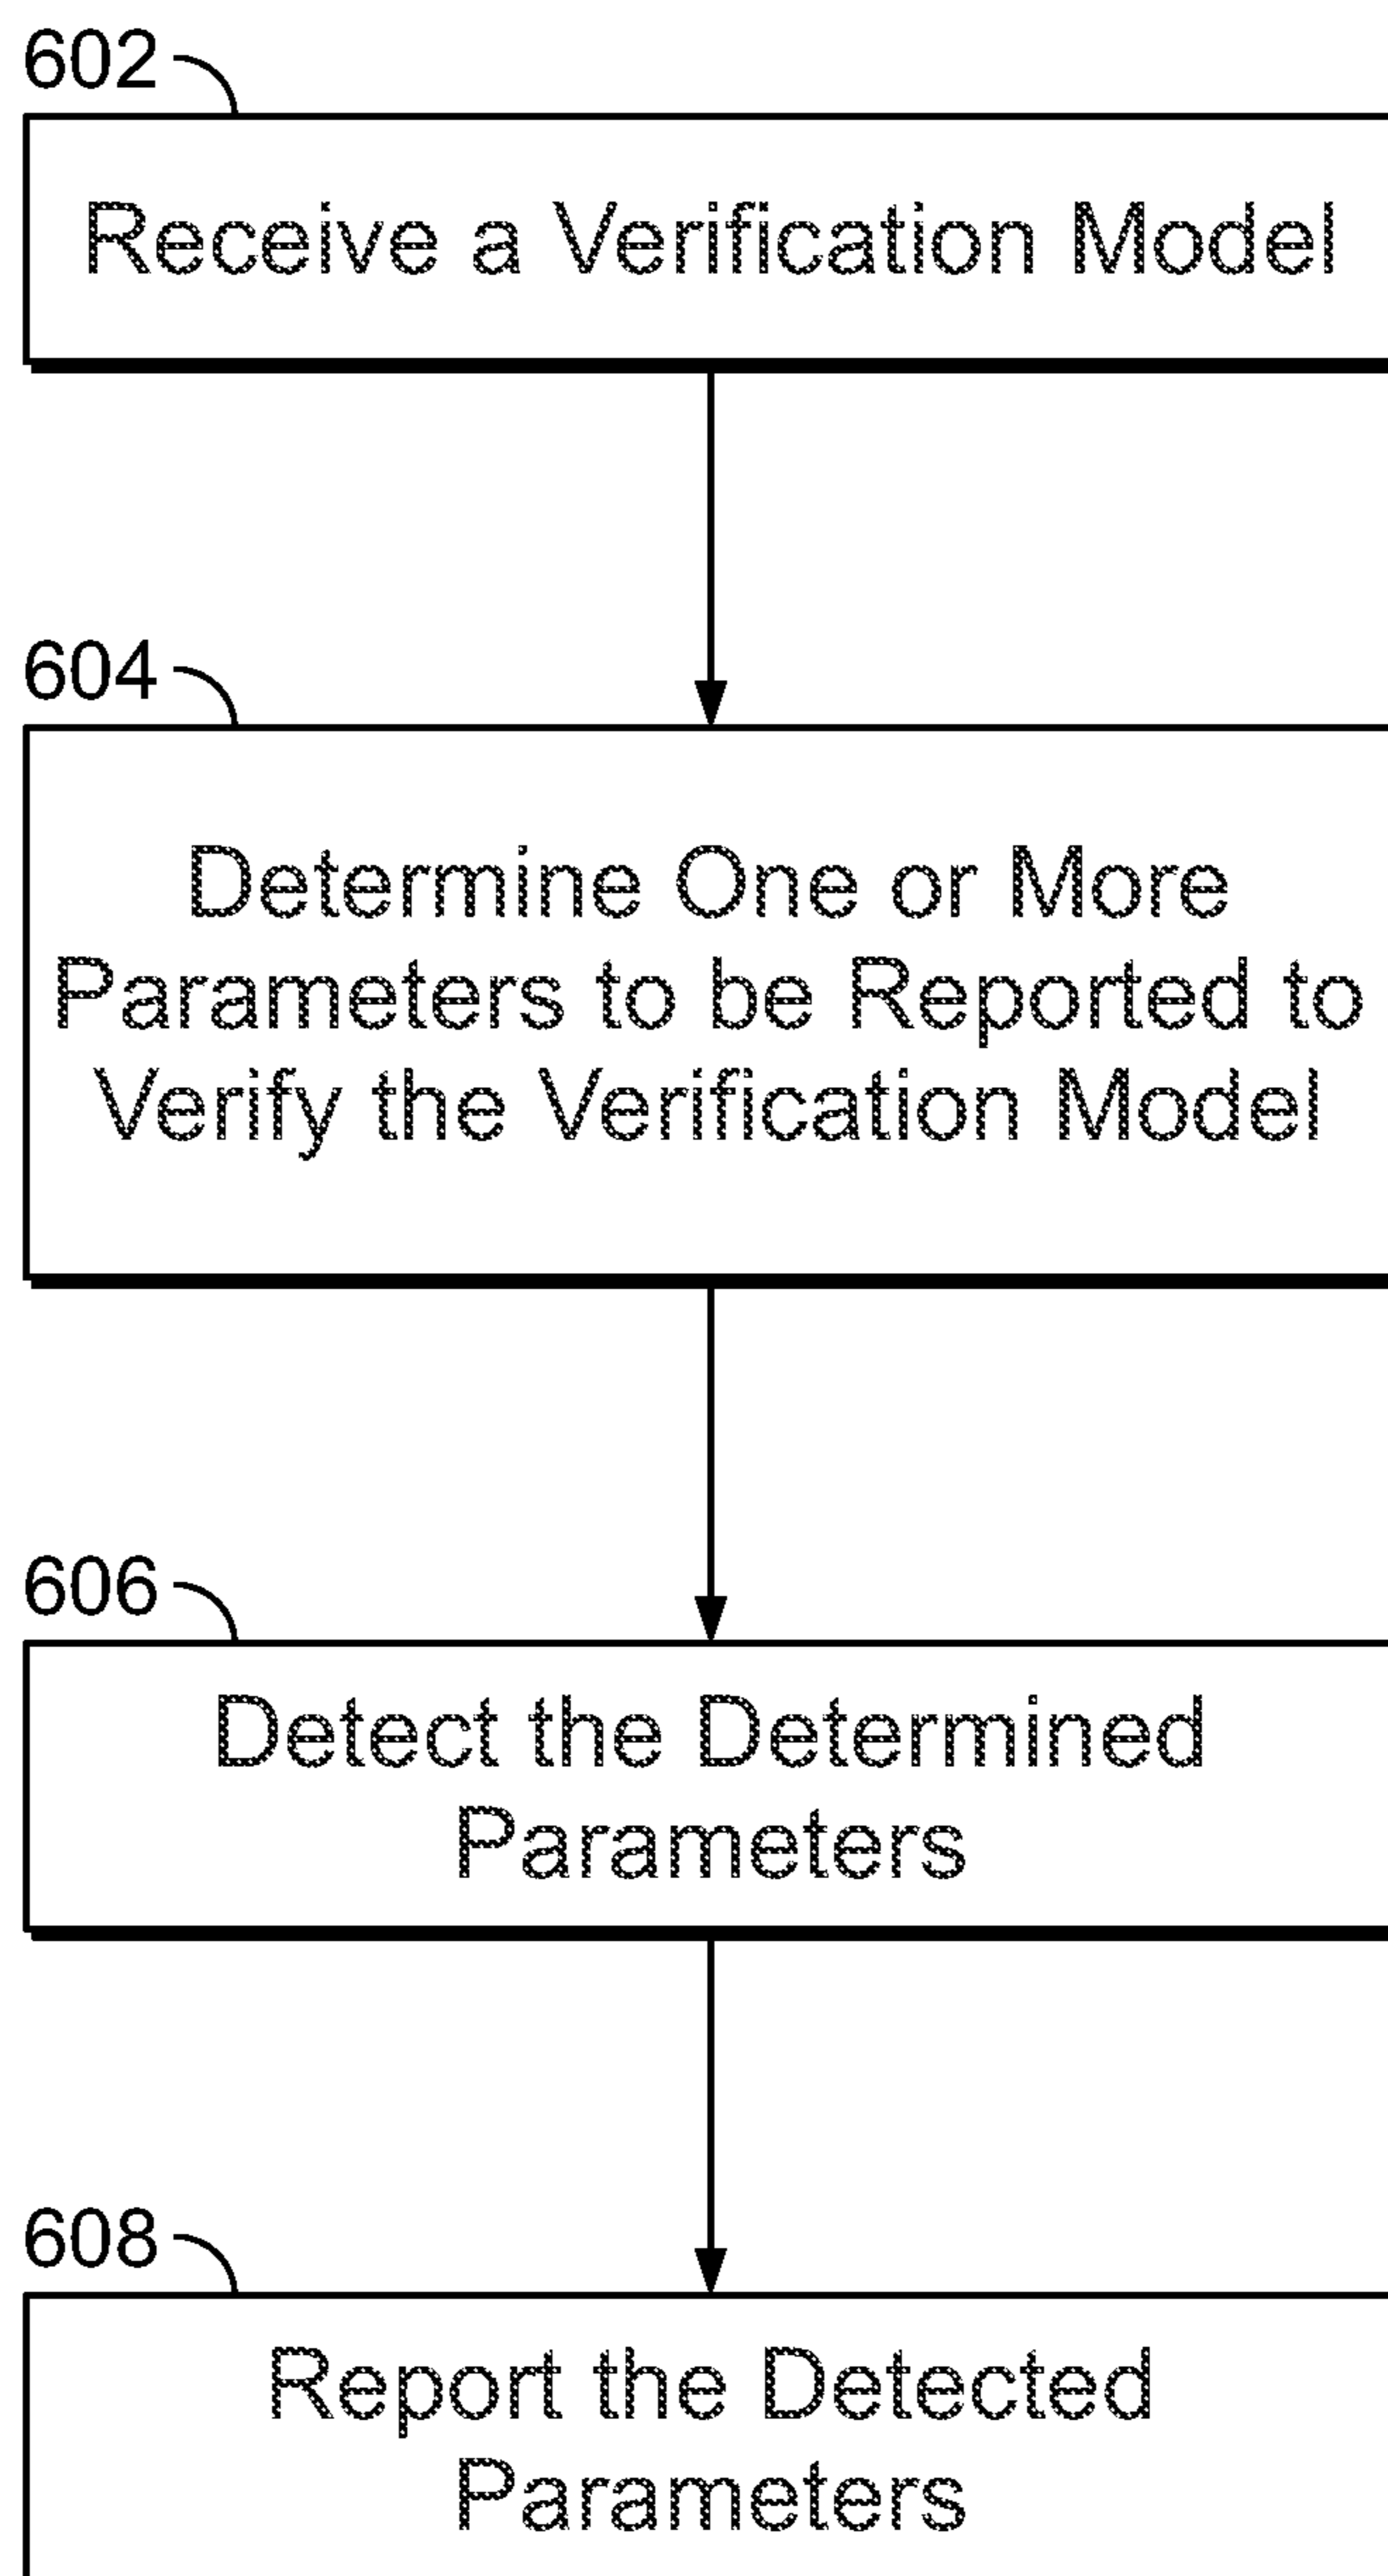 602
Receive a Verification Model
604
Determine One or More
Parameters to be Reported to
Verify the Verification Model
606
Detect the Determined
Parameters
608
Report the Detected
Parameters